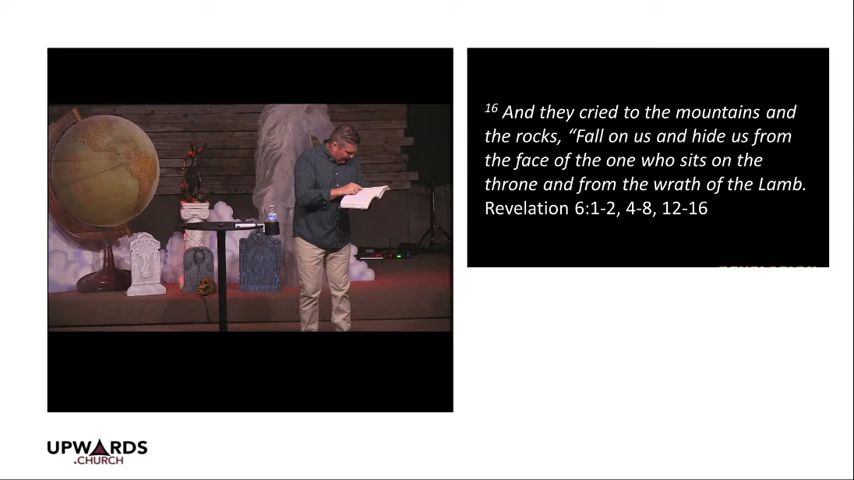 16 And they cried to the mountains and
the rocks, “Fall on us and hide us from
the face of the one who sits on the
throne and from the wrath of the Lamb.
Revelation 6:1-2, 4-8, 12-16
UPWARDS
.CHURCH